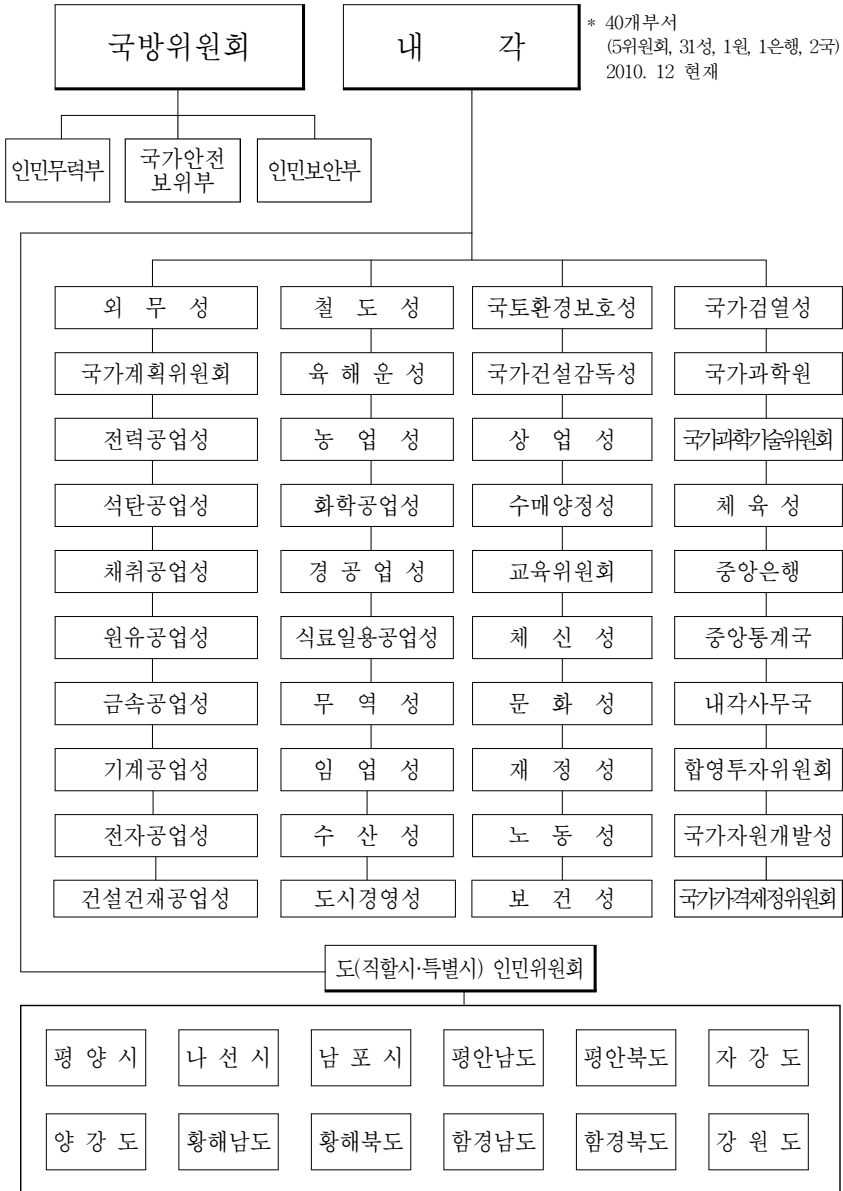 국방위원회
내 각
* 40개부서
(5위원회, 31성, 1원, 1은행, 2국)
2010. 12 현재
인민무력부
국가안전
보위부
인민보안부
외 무 성
철 도 성
국토환경보호성
국가검열성
국가계획위원회
육 해 운 성
국가건설감독성
국가과학원
전력공업성
농 업 성
상 업 성
국가과학기술위원회
석탄공업성
화학공업성
수매양정성
체 육 성
채취공업성
경 공 업 성
교육위원회
중앙은행
원유공업성
식료일용공업성
체 신 성
중앙통계국
금속공업성
무 역 성
문 화 성
내각사무국
기계공업성
임 업 성
재 정 성
합영투자위원회
전자공업성
수 산 성
노 동 성
국가자원개발성
건설건재공업성
도시경영성
보 건 성
국가가격제정위원회
도(직할시·특별시) 인민위원회
평 양 시
나 선 시
남 포 시
평안남도
평안북도
자 강 도
양 강 도
황해남도
황해북도
함경남도
함경북도
강 원 도